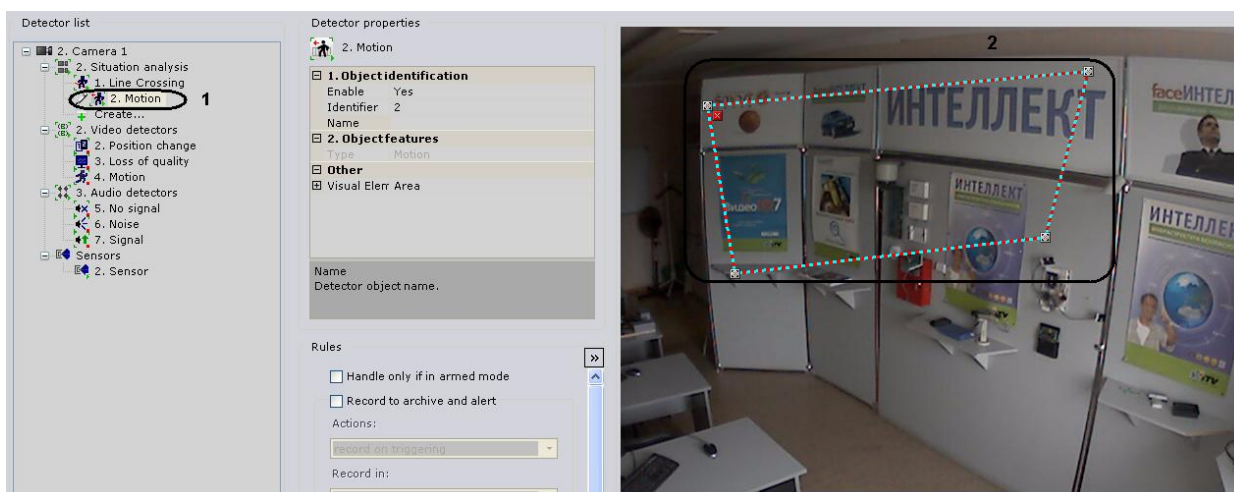 Detector list
2. Camera 1
2. Situation analysis
1. Line Crossing
2. Motion
1
Create...
2. Video detectors
2. Position change
3. Loss of quality
4. Motion
3. Audio detectors
5. No signal
6. Noise
7. Signal
Sensors
2. Sensor
Detector properties
2. Motion
1. Object identification
Enable Yes
Identifier 2
Name
2. Object features
Type Motion
Other
Visual Elem Area
Name
Detector object name.
Rules
»
Handle only if in armed mode
Record to archive and alert
Actions:
record on triggering
Record in:
2
ИНТЕЛЛЕКТ
faceИНТЕЛ
Видео
7
ИНТЕЛЛЕКТ
ИНТЕЛЛЕ
iTV